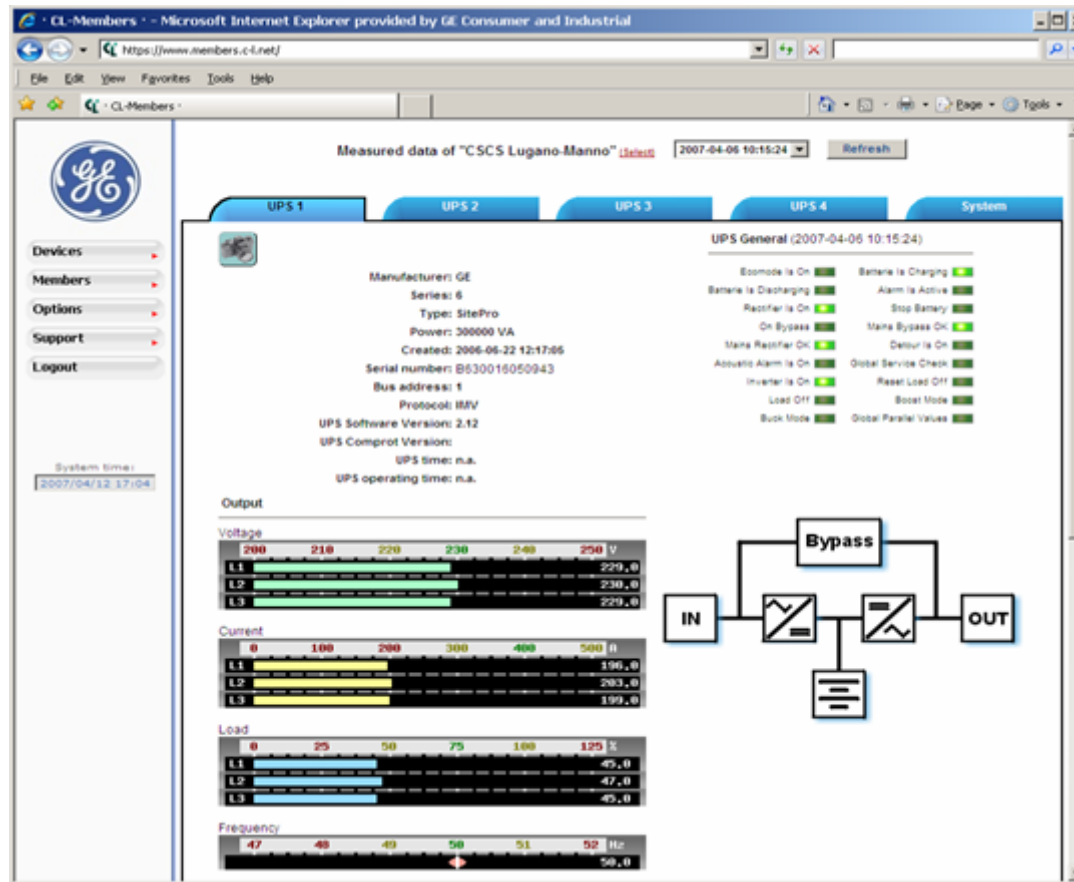 CL-Members - Microsoft Internet Explorer provided by GE Consumer and Industrial
https://www.members.c-l.net/
File Edit View Favorites Tools Help
CL-Members
Page Tools
GE
Measured data of "CSCS Lugano-Manno" (Select) 2007-04-06 10:15:24 Refresh
UPS 1 UPS 2 UPS 3 UPS 4 System
Devices
Members
Options
Support
Logout
System time:
2007/04/12 17:04
Manufacturer: GE
Series: 6
Type: SitePro
Power: 300000 VA
Created: 2006-06-22 12:17:05
Serial number: B630016050943
Bus address: 1
Protocol: IMV
UPS Software Version: 2.12
UPS Comprot Version:
UPS time: n.a.
UPS operating time: n.a.
UPS General (2007-04-06 10:15:24)
Ecomode Is On Batterie Is Charging
Batterie Is Discharging Alarm Is Active
Rectifier Is On Stop Battery
On Bypass Mains Bypass OK
Mains Rectifier OK Detour Is On
Acoustic Alarm Is On Global Service Check
Inverter Is On Reset Load Off
Load Off Boost Mode
Buck Mode Global Parallel Values
Output
Voltage
200 210 220 230 240 250 V
L1 229,0
L2 230,0
L3 229,0
Current
0 100 200 300 400 500 A
L1 196,0
L2 203,0
L3 199,0
Load
0 25 50 75 100 125 %
L1 45,0
L2 47,0
L3 45,0
Frequency
47 48 49 50 51 52 Hz
50,0
Bypass
IN OUT